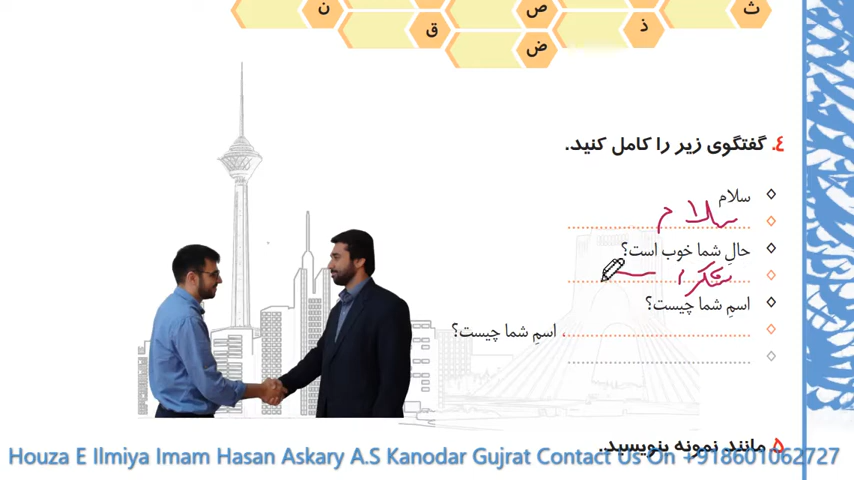 ث
ص
ن
ذ
ق
ض
۴. گفتگوی زیر را کامل کنید.
سلام
سلام
حالِ شما خوب است؟
اسمِ شما چیست؟
، اسمِ شما چیست؟
۵ مانند نمونه بنویسید.
Houza E Ilmiya Imam Hasan Askary A.S Kanodar Gujrat Contact Us On +918601062727